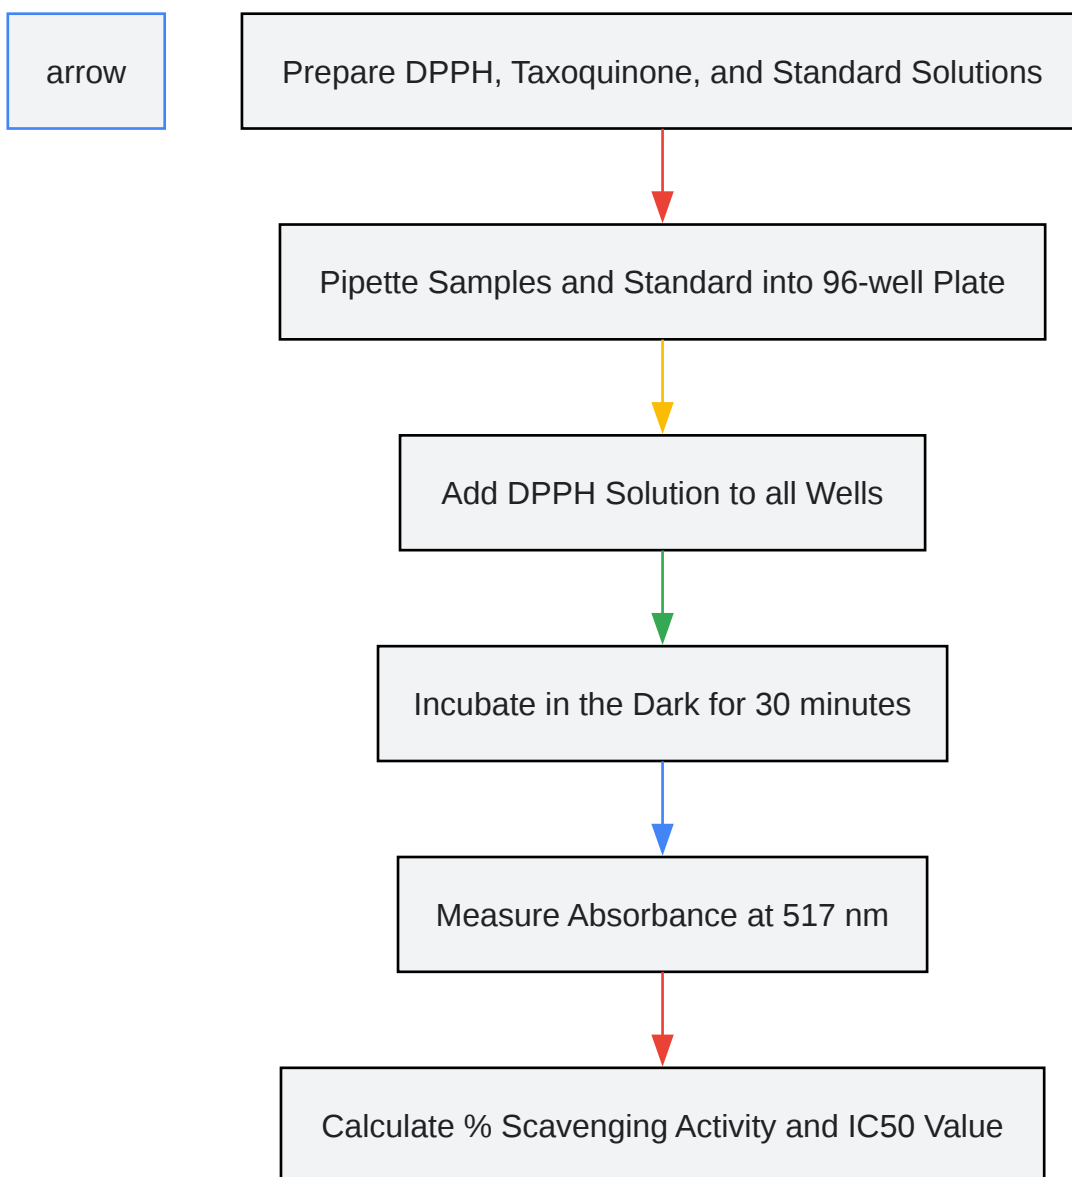 arrow
Prepare DPPH, Taxoquinone, and Standard Solutions
Pipette Samples and Standard into 96-well Plate
Add DPPH Solution to all Wells
Incubate in the Dark for 30 minutes
Measure Absorbance at 517 nm
Calculate % Scavenging Activity and IC50 Value